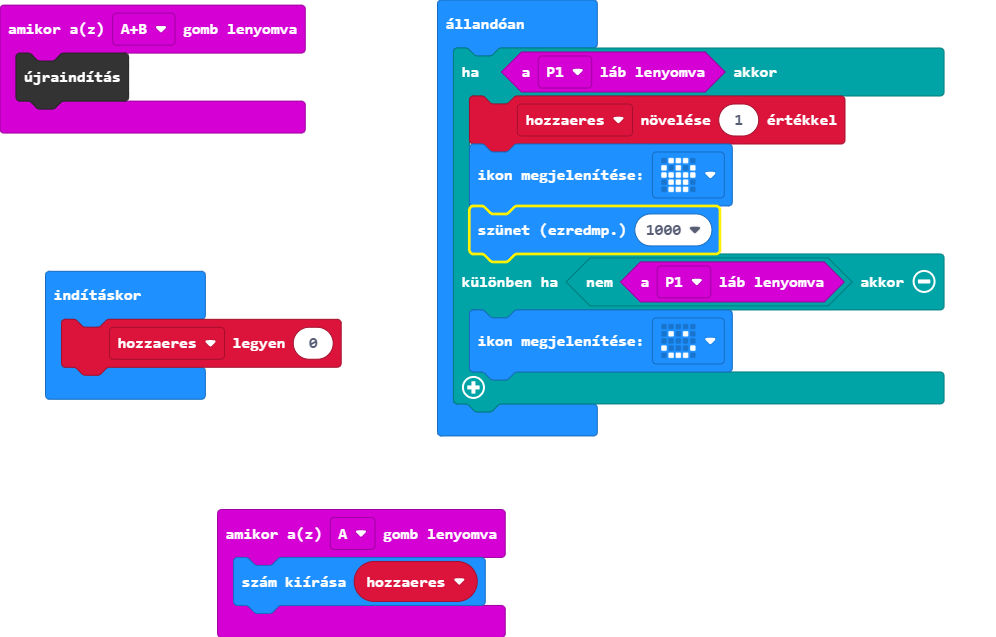 amikor a(z) A+B gomb lenyomva
újraindítás
állandóan
ha a P1 láb lenyomva akkor
hozzaeres növelése 1 értékkel
ikon megjelenítése:
szünet (ezredmp.) 1000
különben ha nem a P1 láb lenyomva akkor
ikon megjelenítése:
indításkor
hozzaeres legyen 0
amikor a(z) A gomb lenyomva
szám kiírása hozzaeres